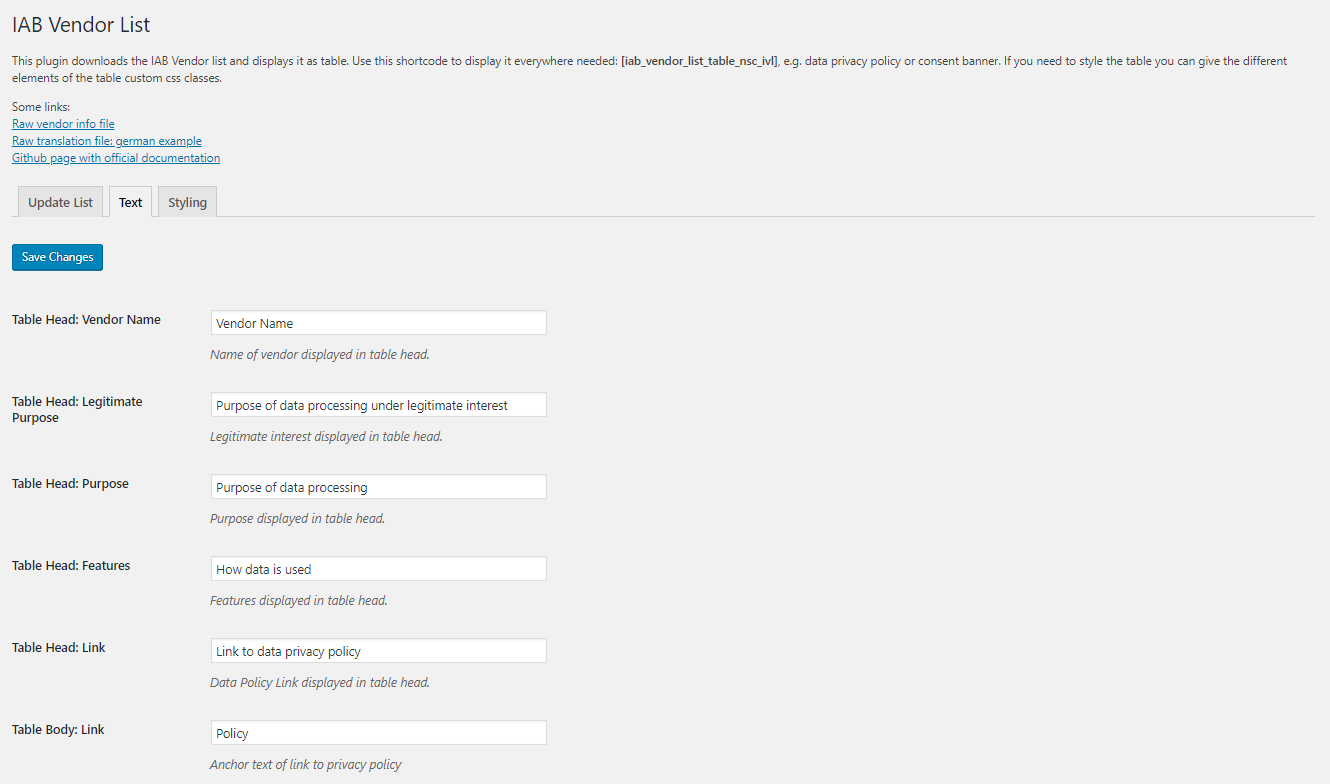 IAB Vendor List
This plugin downloads the IAB Vendor list and displays it as table. Use this shortcode to display it everywhere needed: [iab_vendor_list_table_nsc_ivl], e.g. data privacy policy or consent banner. If you need to style the table you can give the different
elements of the table custom css classes.
Some links:
Raw vendor info file
Raw translation file: german example
Github page with official documentation
Update List Text Styling
Save Changes
Table Head: Vendor Name
Vendor Name
Name of vendor displayed in table head.
Table Head: Legitimate
Purpose
Purpose of data processing under legitimate interest
Legitimate interest displayed in table head.
Table Head: Purpose
Purpose of data processing
Purpose displayed in table head.
Table Head: Features
How data is used
Features displayed in table head.
Table Head: Link
Link to data privacy policy
Data Policy Link displayed in table head.
Table Body: Link
Policy
Anchor text of link to privacy policy